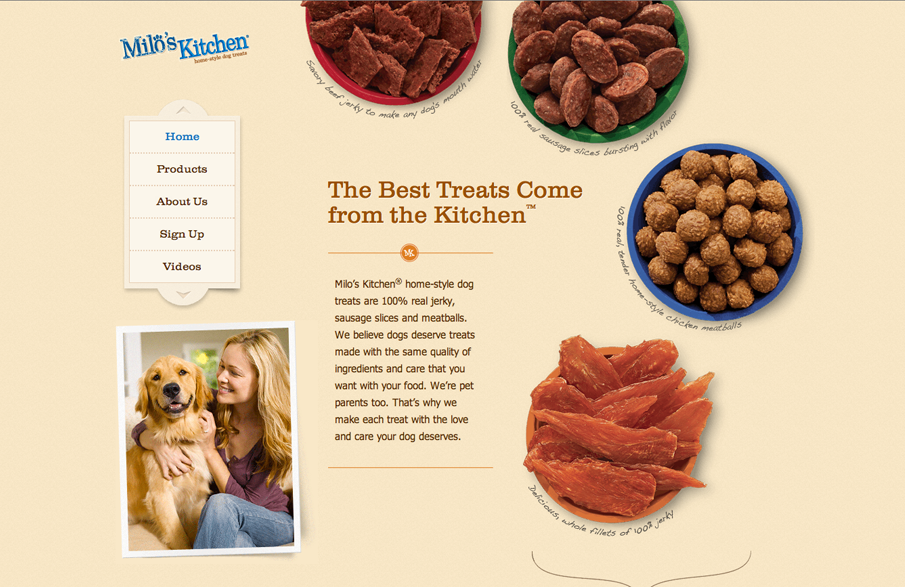 Milo's Kitchen®
home-style dog treats
Savory beef jerky to make any dog's mouth water
100% real sausage slices bursting with flavor
Home
Products
About Us
Sign Up
Videos
The Best Treats Come
from the Kitchen™
100% real, tender home-style chicken meatballs
MK
Milo's Kitchen® home-style dog
treats are 100% real jerky,
sausage slices and meatballs.
We believe dogs deserve treats
made with the same quality of
ingredients and care that you
want with your food. We're pet
parents too. That's why we
make each treat with the love
and care your dog deserves.
Delicious, whole fillets of 100% jerky